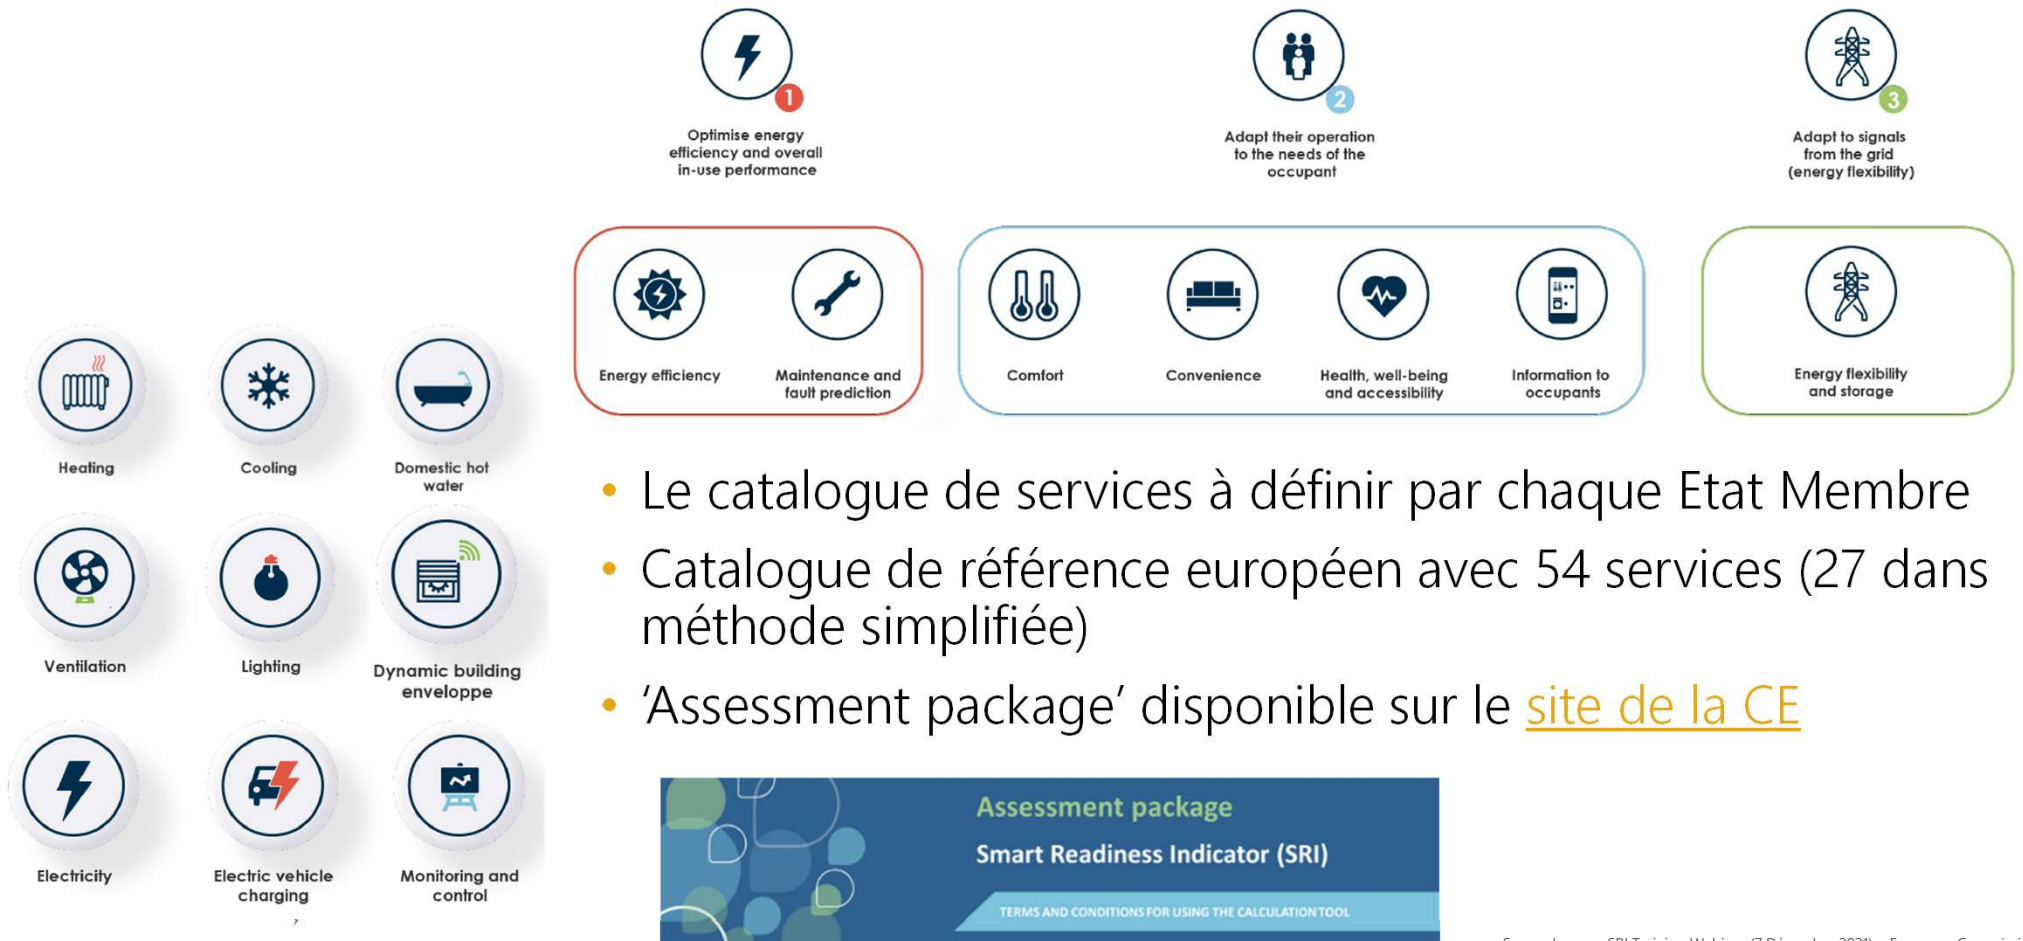 1
Optimise energy
efficiency and overall
in-use performance
2
Adapt their operation
to the needs of the
occupant
3
Adapt to signals
from the grid
(energy flexibility)
Energy efficiency
Maintenance and
fault prediction
Comfort
Convenience
Health, well-being
and accessibility
Information to
occupants
Energy flexibility
and storage
Heating
Cooling
Domestic hot
water
Ventilation
Lighting
Dynamic building
enveloppe
Electricity
Electric vehicle
charging
Monitoring and
control
• Le catalogue de services à définir par chaque Etat Membre
• Catalogue de référence européen avec 54 services (27 dans
méthode simplifiée)
• ‘Assessment package’ disponible sur le site de la CE
Assessment package
Smart Readiness Indicator (SRI)
TERMS AND CONDITIONS FOR USING THE CALCULATION TOOL